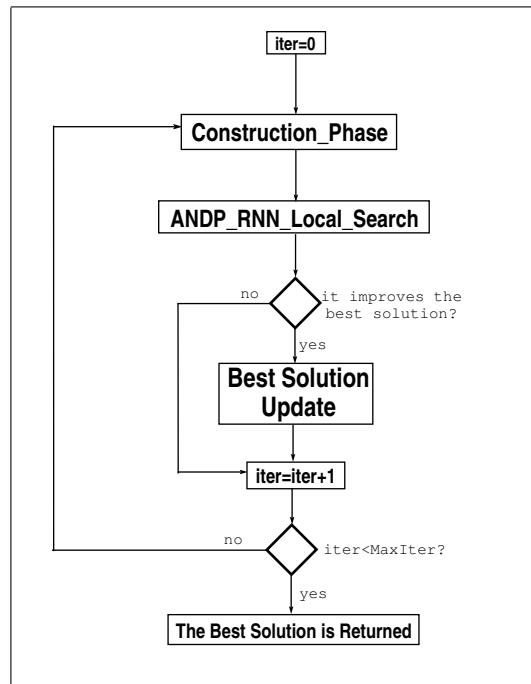 iter=0
Construction_Phase
ANDP_RNN_Local_Search
no
it improves the
best solution?
yes
Best Solution
Update
iter=iter+1
no
iter<MaxIter?
yes
The Best Solution is Returned